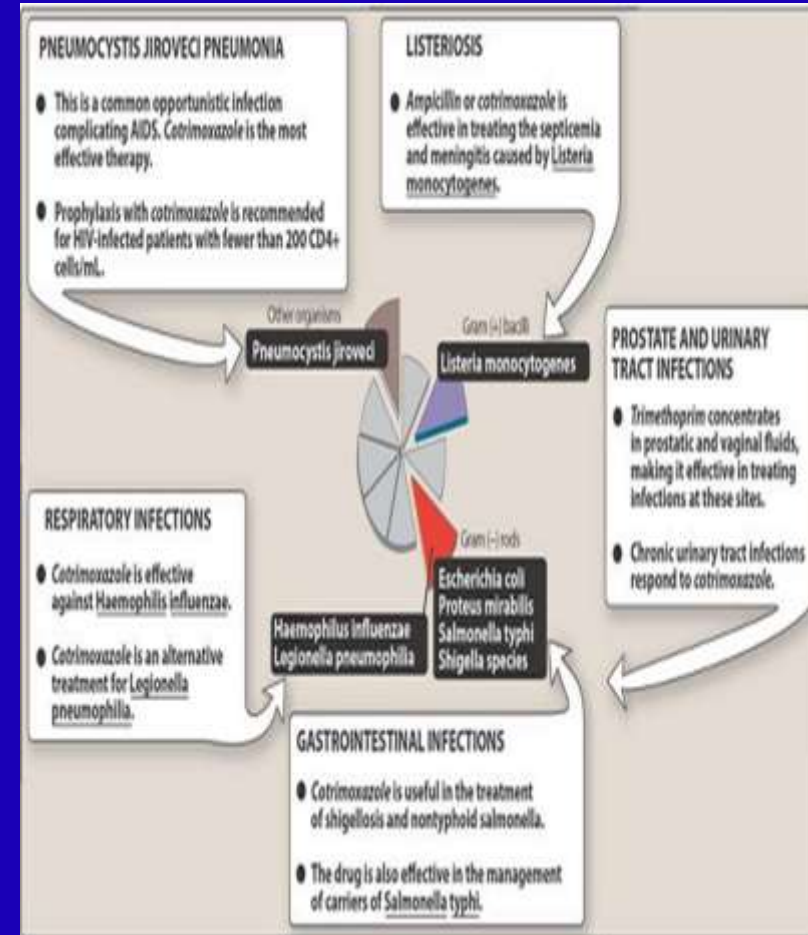 PNEUMOCYSTIS JIROVECI PNEUMONIA
● This is a common opportunistic infection
complicating AIDS. Cotrimoxazole is the most
effective therapy.
● Prophylaxis with cotrimoxazole is recommended
for HIV-infected patients with fewer than 200 CD4+
cells/mL.
LISTERIOSIS
● Ampicillin or cotrimoxazole is
effective in treating the septicemia
and meningitis caused by Listeria
monocytogenes.
Other organisms
Pneumocystis jiroveci
Gram (+) bacilli
Listeria monocytogenes
PROSTATE AND URINARY
TRACT INFECTIONS
● Trimethoprim concentrates
in prostatic and vaginal fluids,
making it effective in treating
infections at these sites.
● Chronic urinary tract infections
respond to cotrimoxazole.
RESPIRATORY INFECTIONS
● Cotrimoxazole is effective
against Haemophilis influenzae.
● Cotrimoxazole is an alternative
treatment for Legionella
pneumophilia.
Gram (–) rods
Haemophilus influenzae
Legionella pneumophilia
Escherichia coli
Proteus mirabilis
Salmonella typhi
Shigella species
GASTROINTESTINAL INFECTIONS
● Cotrimoxazole is useful in the treatment
of shigellosis and nontyphoid salmonella.
● The drug is also effective in the management
of carriers of Salmonella typhi.